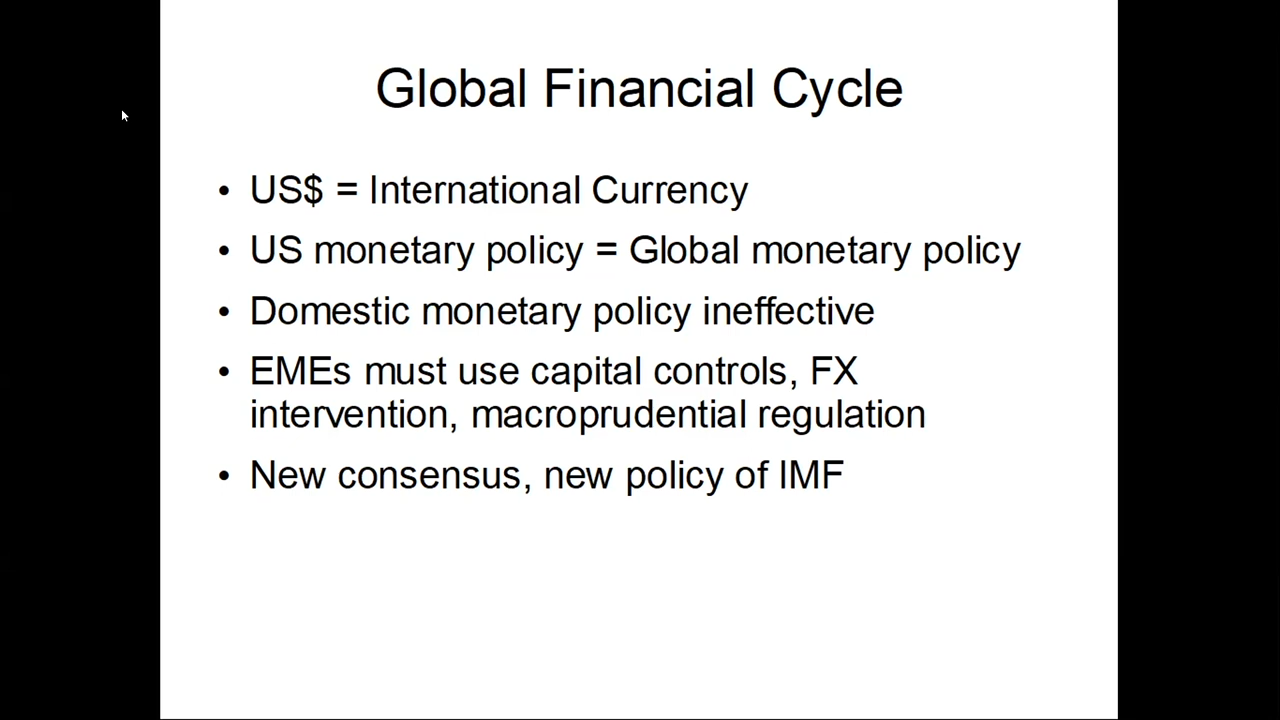 Global Financial Cycle
• US$ = International Currency
• US monetary policy = Global monetary policy
• Domestic monetary policy ineffective
• EMEs must use capital controls, FX
intervention, macroprudential regulation
• New consensus, new policy of IMF